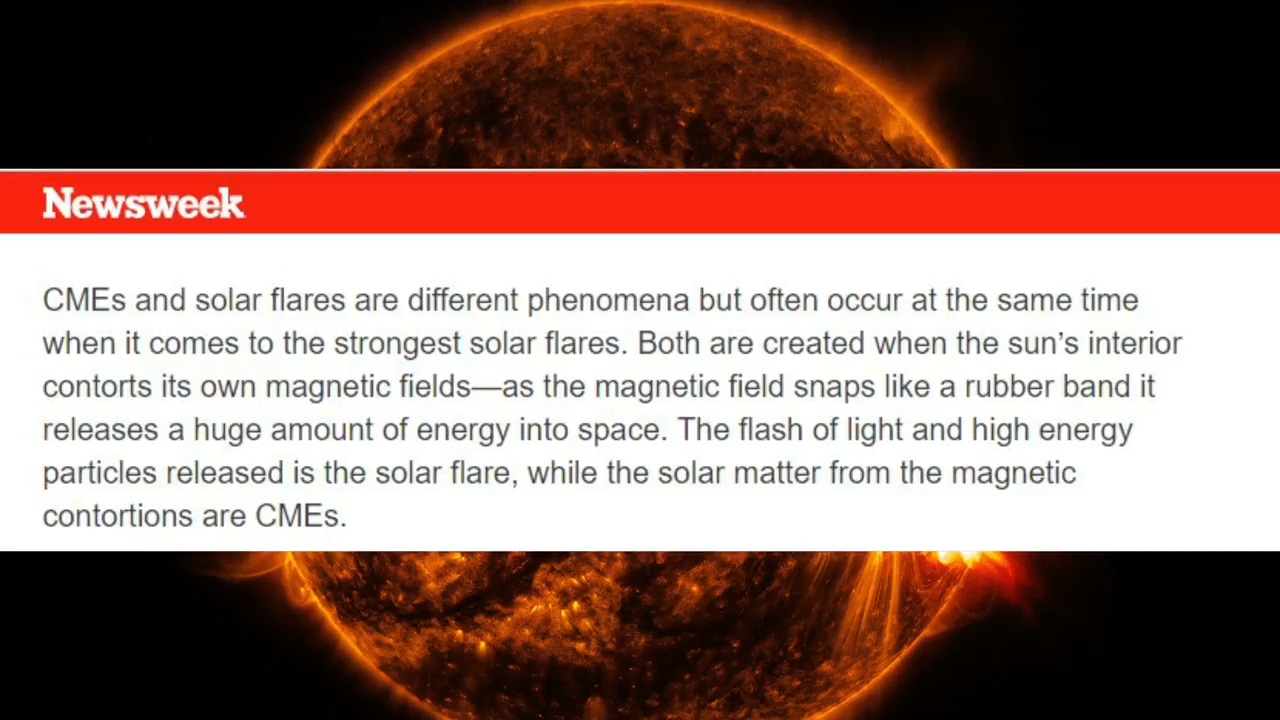 Newsweek
CMEs and solar flares are different phenomena but often occur at the same time
when it comes to the strongest solar flares. Both are created when the sun’s interior
contorts its own magnetic fields—as the magnetic field snaps like a rubber band it
releases a huge amount of energy into space. The flash of light and high energy
particles released is the solar flare, while the solar matter from the magnetic
contortions are CMEs.